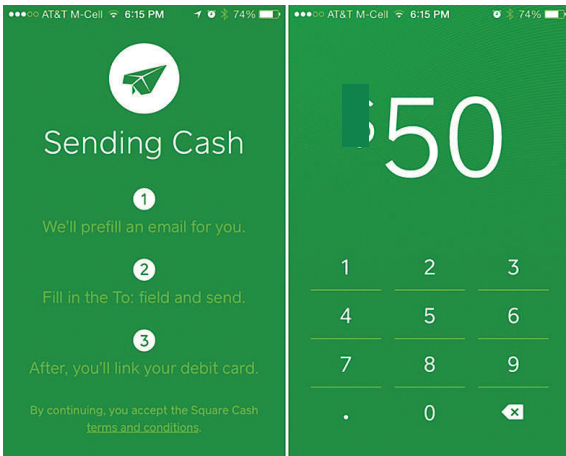 AT&T M-Cell 6:15 PM 74%
Sending Cash
1
We'll prefill an email for you.
2
Fill in the To: field and send.
3
After, you'll link your debit card.
By continuing, you accept the Square Cash
terms and conditions.
AT&T M-Cell 6:15 PM 74%
50
1 2 3
4 5 6
7 8 9
. 0